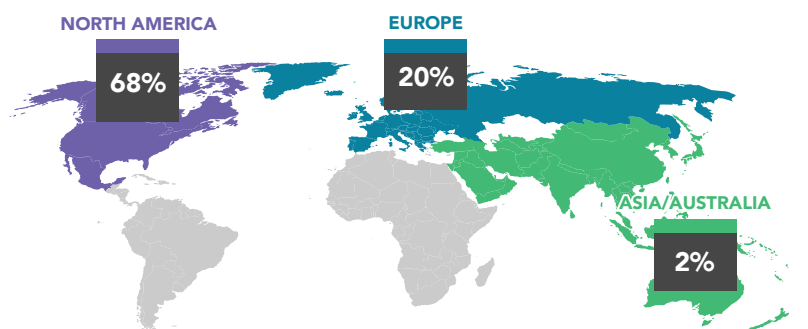 NORTH AMERICA
68%
EUROPE
20%
ASIA/AUSTRALIA
2%